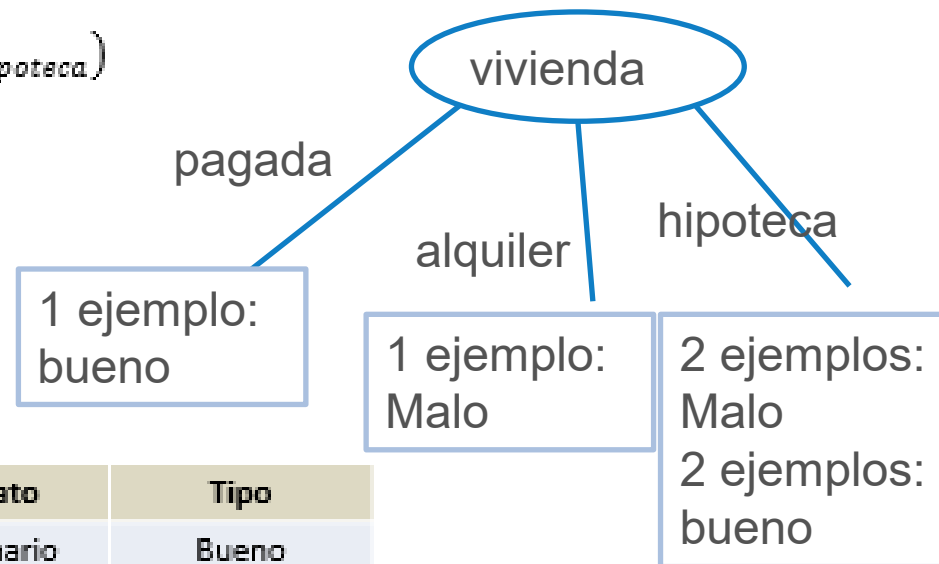 vivienda
pagada
alquiler
hipoteca
1 ejemplo:
bueno
1 ejemplo:
Malo
2 ejemplos:
Malo
2 ejemplos:
bueno
Tipo
Bueno